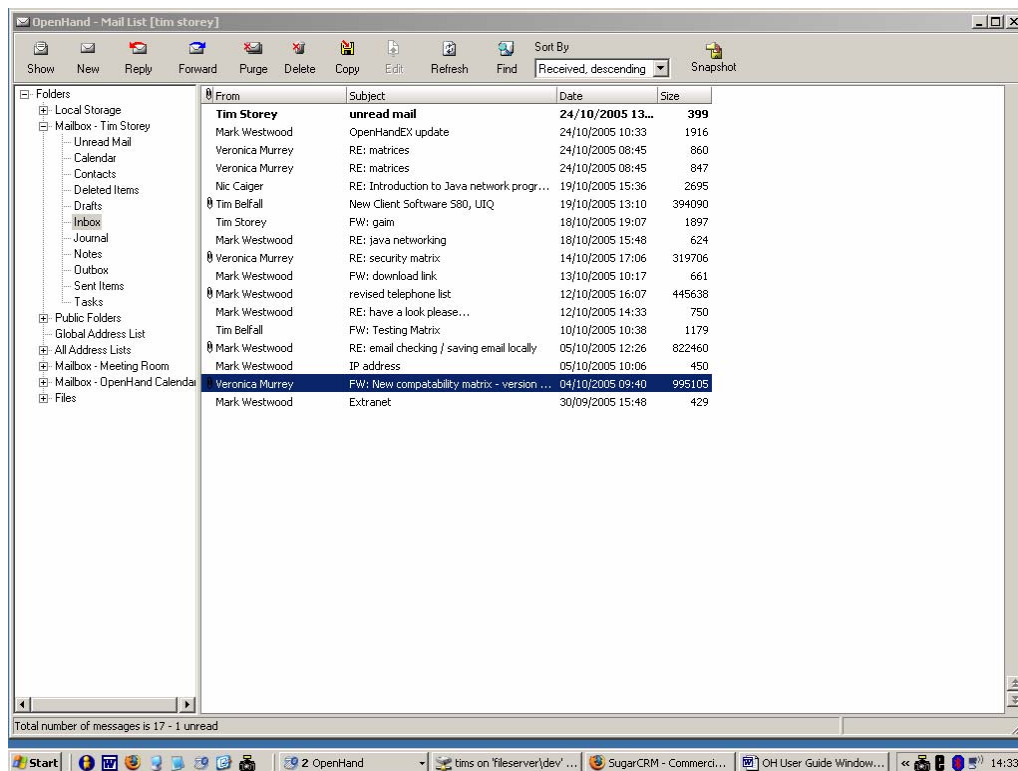 OpenHand - Mail List [tim storey]
Show New Reply Forward Purge Delete Copy Edit Refresh Find Sort By Received, descending Snapshot
Folders
Local Storage
Mailbox - Tim Storey
Unread Mail
Calendar
Contacts
Deleted Items
Drafts
Inbox
Journal
Notes
Outbox
Sent Items
Tasks
Public Folders
Global Address List
All Address Lists
Mailbox - Meeting Room
Mailbox - OpenHand Calendar
Files
From Subject Date Size
Tim Storey unread mail 24/10/2005 13... 399
Mark Westwood OpenHandEX update 24/10/2005 10:33 1916
Veronica Murrey RE: matrices 24/10/2005 08:45 860
Veronica Murrey RE: matrices 24/10/2005 08:45 847
Nic Caiger RE: Introduction to Java network progr... 19/10/2005 15:36 2695
Tim Belfall New Client Software S80, UIQ 19/10/2005 13:10 394090
Tim Storey FW: gaim 18/10/2005 19:07 1897
Mark Westwood RE: java networking 18/10/2005 15:48 624
Veronica Murrey RE: security matrix 14/10/2005 17:06 319706
Mark Westwood FW: download link 13/10/2005 10:17 661
Mark Westwood revised telephone list 12/10/2005 16:07 445638
Mark Westwood RE: have a look please... 12/10/2005 14:33 750
Tim Belfall FW: Testing Matrix 10/10/2005 10:38 1179
Mark Westwood RE: email checking / saving email locally 05/10/2005 12:26 822460
Mark Westwood IP address 05/10/2005 10:06 450
Veronica Murrey FW: New compatability matrix - version ... 04/10/2005 09:40 995105
Mark Westwood Extranet 30/09/2005 15:48 429
Total number of messages is 17 - 1 unread
Start 2 OpenHand tims on 'fileserver\dev' ... SugarCRM - Commerci... OH User Guide Window... 14:33